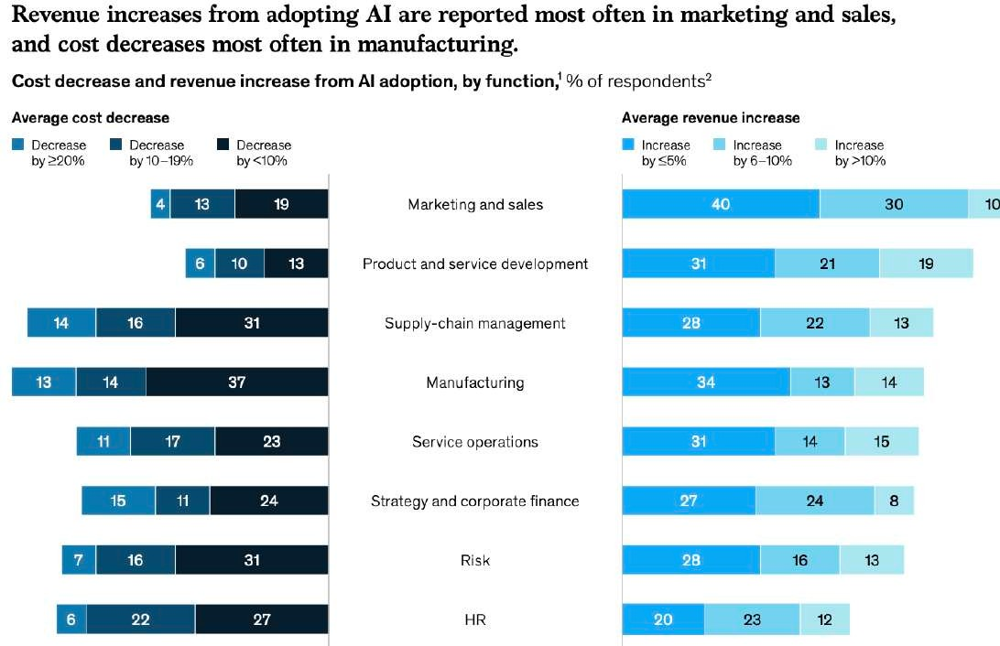 Revenue increases from adopting AI are reported most often in marketing and sales,
and cost decreases most often in manufacturing.
Cost decrease and revenue increase from AI adoption, by function,¹ % of respondents²
Average cost decrease
Average revenue increase
Decrease by ≥20%
Decrease by 10–19%
Decrease by <10%
Increase by ≤5%
Increase by 6–10%
Increase by >10%
4 13 19 Marketing and sales 40 30 10
6 10 13 Product and service development 31 21 19
14 16 31 Supply-chain management 28 22 13
13 14 37 Manufacturing 34 13 14
11 17 23 Service operations 31 14 15
15 11 24 Strategy and corporate finance 27 24 8
7 16 31 Risk 28 16 13
6 22 27 HR 20 23 12